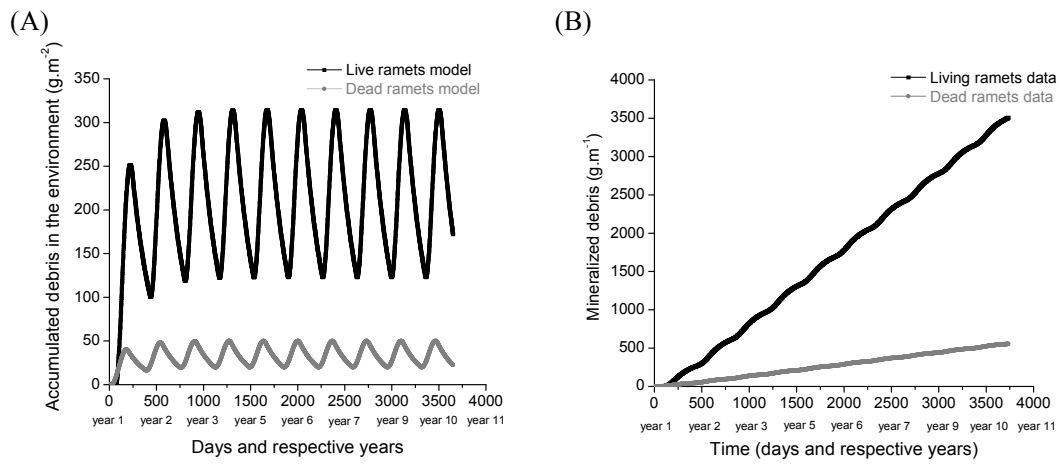 (A)
Accumulated debris in the environment (g.m-2)
350
300
250
200
150
100
50
0
Live ramets model
Dead ramets model
0 500 1000 1500 2000 2500 3000 3500 4000
year 1 year 2 year 3 year 5 year 6 year 7 year 9 year 10 year 11
Days and respective years
(B)
Mineralized debris (g.m-1)
4000
3500
3000
2500
2000
1500
1000
500
0
Living ramets data
Dead ramets data
0 500 1000 1500 2000 2500 3000 3500 4000
year 1 year 2 year 3 year 5 year 6 year 7 year 9 year 10 year 11
Time (days and respective years)